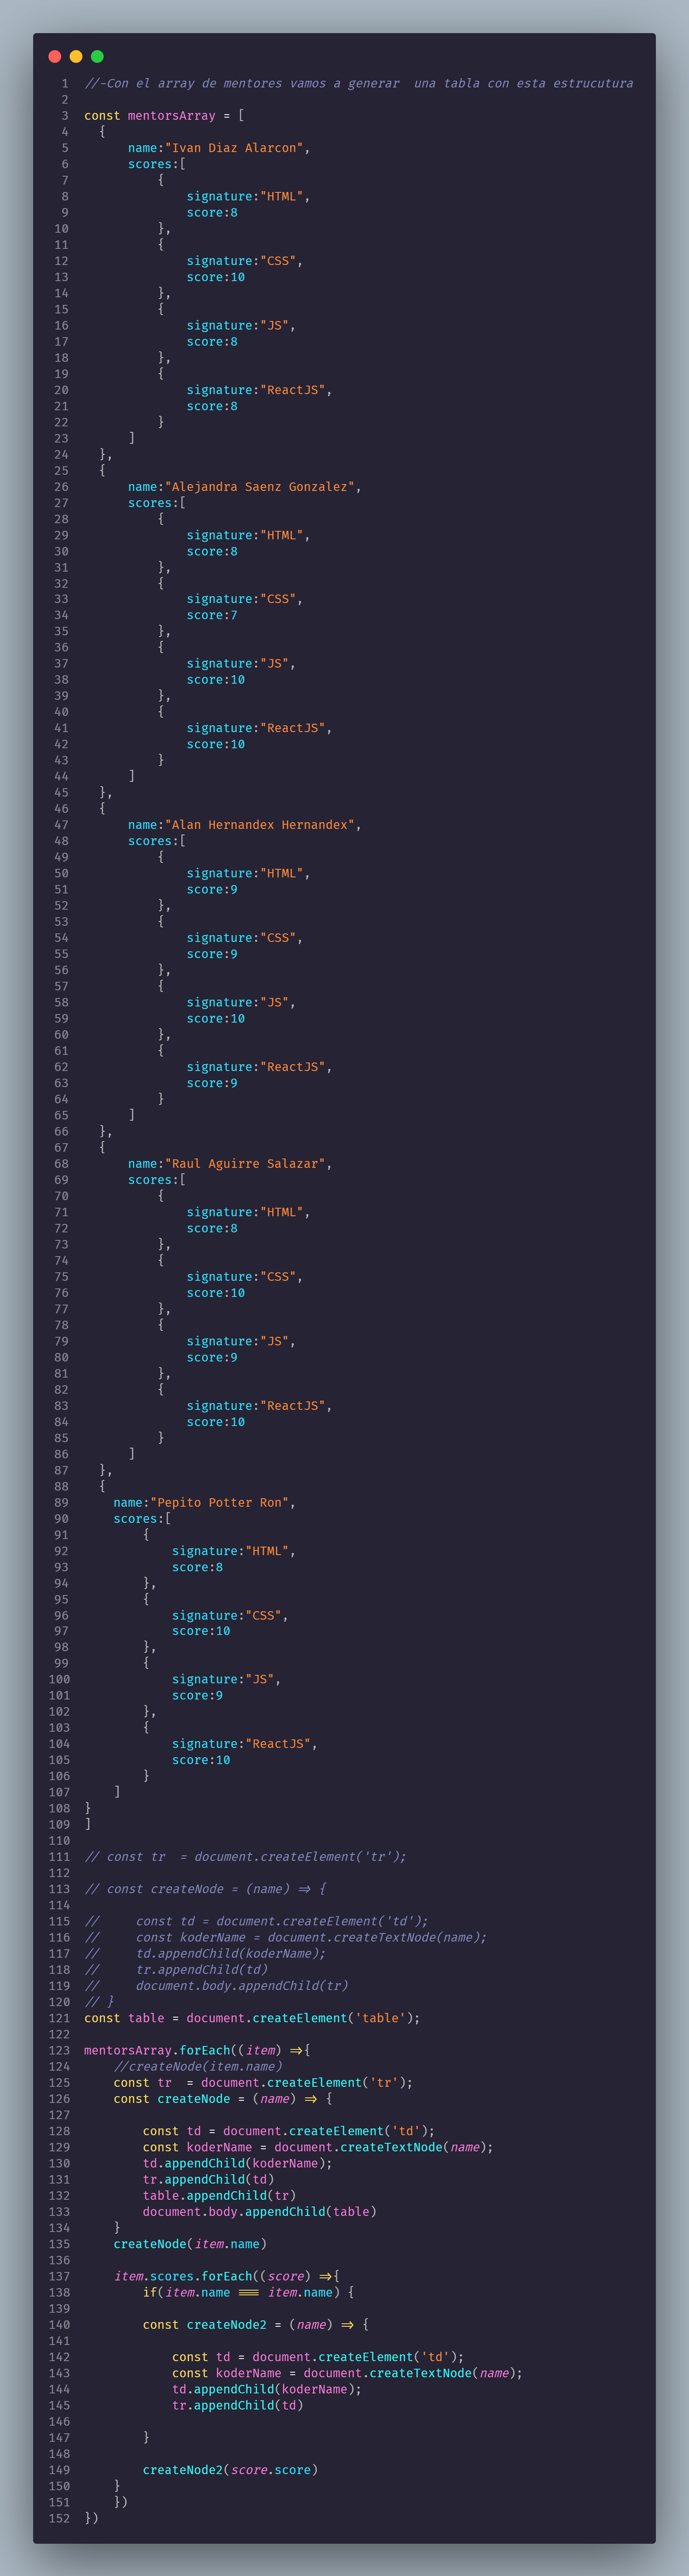 1 //-Con el array de mentores vamos a generar  una tabla con esta estrucutura
2
3 const mentorsArray = [
4   {
5       name:"Ivan Diaz Alarcon",
6       scores:[
7           {
8               signature:"HTML",
9               score:8
10           },
11           {
12               signature:"CSS",
13               score:10
14           },
15           {
16               signature:"JS",
17               score:8
18           },
19           {
20               signature:"ReactJS",
21               score:8
22           }
23       ]
24   },
25   {
26       name:"Alejandra Saenz Gonzalez",
27       scores:[
28           {
29               signature:"HTML",
30               score:8
31           },
32           {
33               signature:"CSS",
34               score:7
35           },
36           {
37               signature:"JS",
38               score:10
39           },
40           {
41               signature:"ReactJS",
42               score:10
43           }
44       ]
45   },
46   {
47       name:"Alan Hernandex Hernandex",
48       scores:[
49           {
50               signature:"HTML",
51               score:9
52           },
53           {
54               signature:"CSS",
55               score:9
56           },
57           {
58               signature:"JS",
59               score:10
60           },
61           {
62               signature:"ReactJS",
63               score:9
64           }
65       ]
66   },
67   {
68       name:"Raul Aguirre Salazar",
69       scores:[
70           {
71               signature:"HTML",
72               score:8
73           },
74           {
75               signature:"CSS",
76               score:10
77           },
78           {
79               signature:"JS",
80               score:9
81           },
82           {
83               signature:"ReactJS",
84               score:10
85           }
86       ]
87   },
88   {
89     name:"Pepito Potter Ron",
90     scores:[
91         {
92             signature:"HTML",
93             score:8
94         },
95         {
96             signature:"CSS",
97             score:10
98         },
99         {
100             signature:"JS",
101             score:9
102         },
103         {
104             signature:"ReactJS",
105             score:10
106         }
107     ]
108 }
109 ]
110
111 // const tr  = document.createElement('tr');
112
113 // const createNode = (name) => {
114
115 //     const td = document.createElement('td');
116 //     const koderName = document.createTextNode(name);
117 //     td.appendChild(koderName);
118 //     tr.appendChild(td)
119 //     document.body.appendChild(tr)
120 // }
121 const table = document.createElement('table');
122
123 mentorsArray.forEach((item) =>{
124     //createNode(item.name)
125     const tr  = document.createElement('tr');
126     const createNode = (name) => {
127
128         const td = document.createElement('td');
129         const koderName = document.createTextNode(name);
130         td.appendChild(koderName);
131         tr.appendChild(td)
132         table.appendChild(tr)
133         document.body.appendChild(table)
134     }
135     createNode(item.name)
136
137     item.scores.forEach((score) =>{
138         if(item.name === item.name) {
139
140         const createNode2 = (name) => {
141
142             const td = document.createElement('td');
143             const koderName = document.createTextNode(name);
144             td.appendChild(koderName);
145             tr.appendChild(td)
146
147         }
148
149         createNode2(score.score)
150     }
151     })
152 })